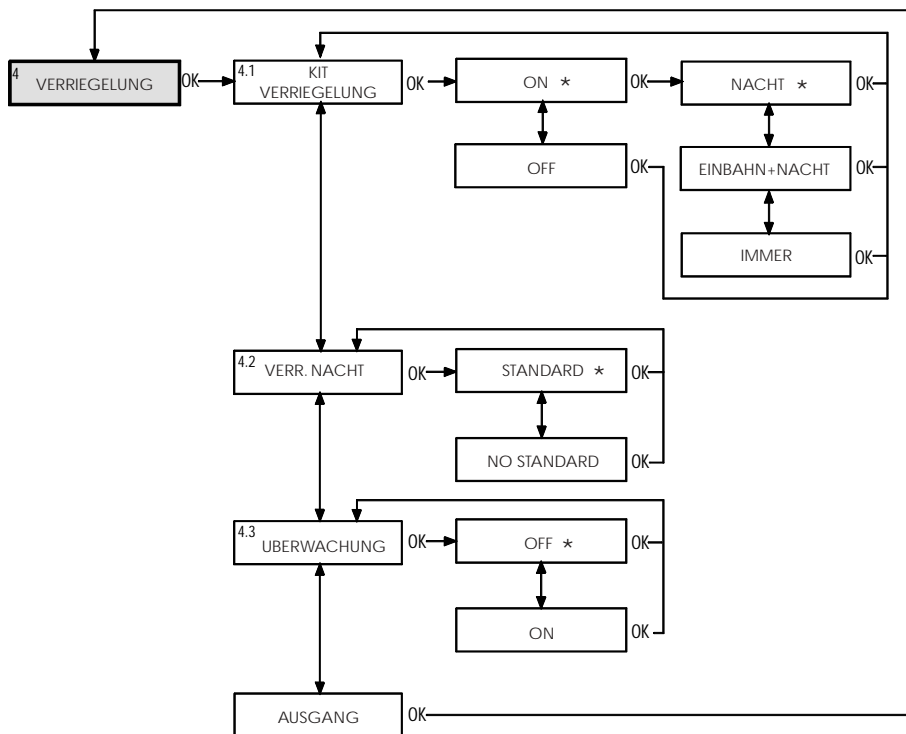 4
VERRIEGELUNG OK
4.1 KIT
VERRIEGELUNG OK
ON * OK
NACHT * OK
OFF OK
EINBAHN+NACHT OK
IMMER OK
4.2
VERR. NACHT OK
STANDARD * OK
NO STANDARD OK
4.3
UBERWACHUNG OK
OFF * OK
ON OK
AUSGANG OK